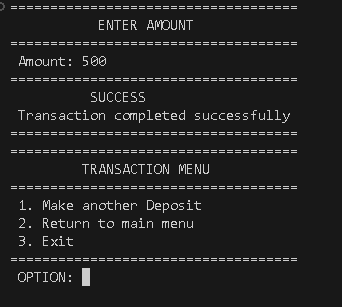 ====================================
ENTER AMOUNT
====================================
Amount: 500
====================================
SUCCESS
Transaction completed successfully
====================================
====================================
TRANSACTION MENU
====================================
1. Make another Deposit
2. Return to main menu
3. Exit
====================================
OPTION: